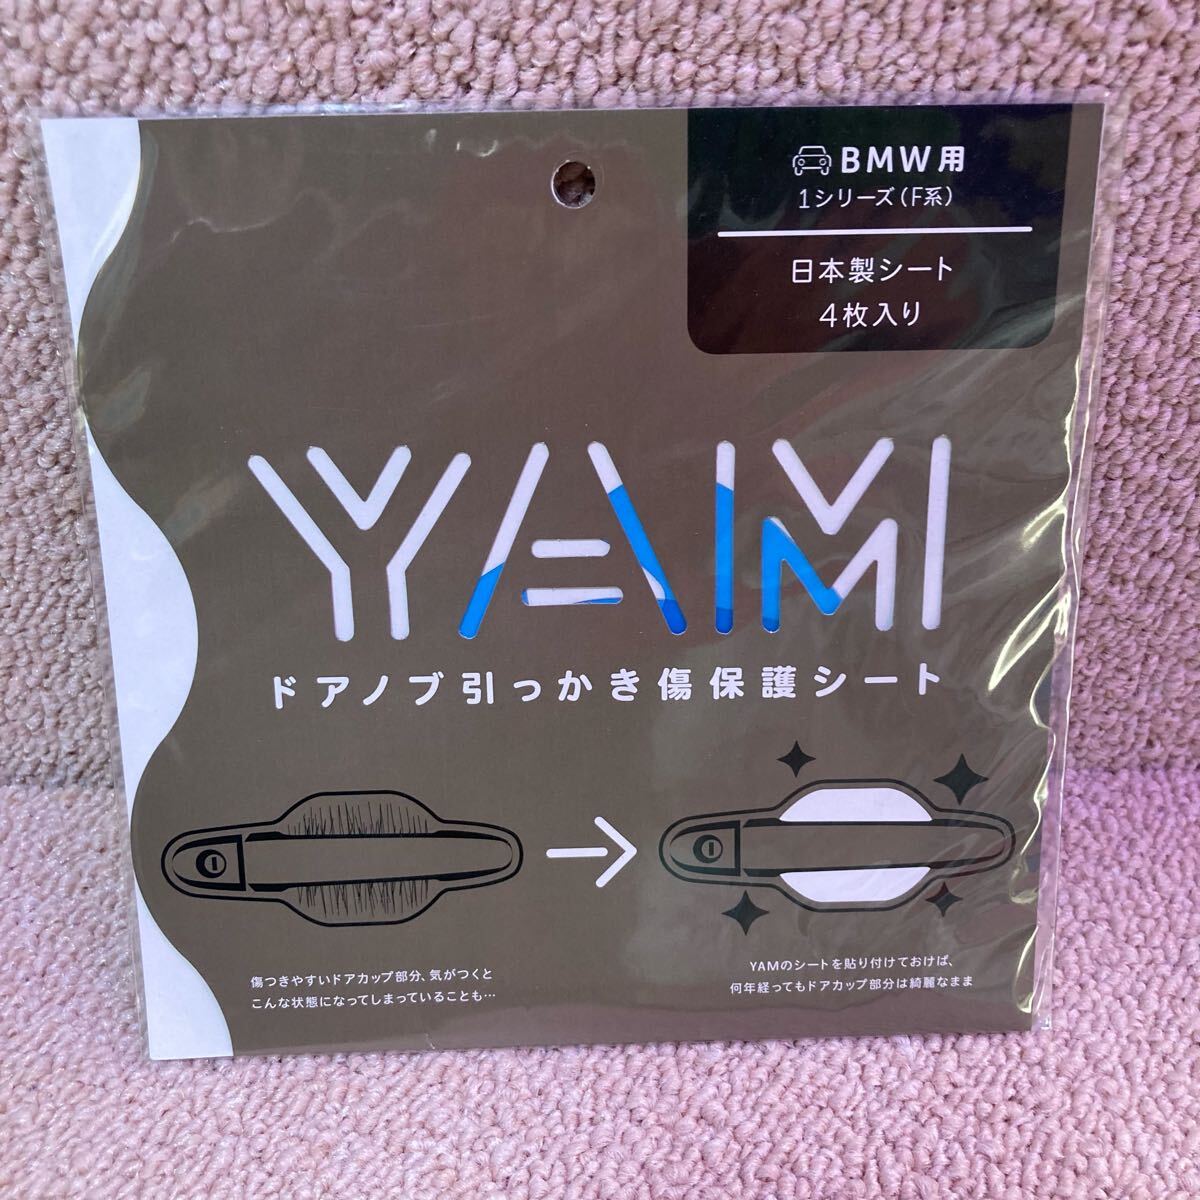 BMW用
1シリーズ(F系)
日本製シート
4枚入り
YAM
ドアノブ引っかき傷保護シート
傷つきやすいドアカップ部分、気がつくと
こんな状態になってしまっていることも…
YAMのシートを貼り付けておけば、
何年経ってもドアカップ部分は綺麗なまま